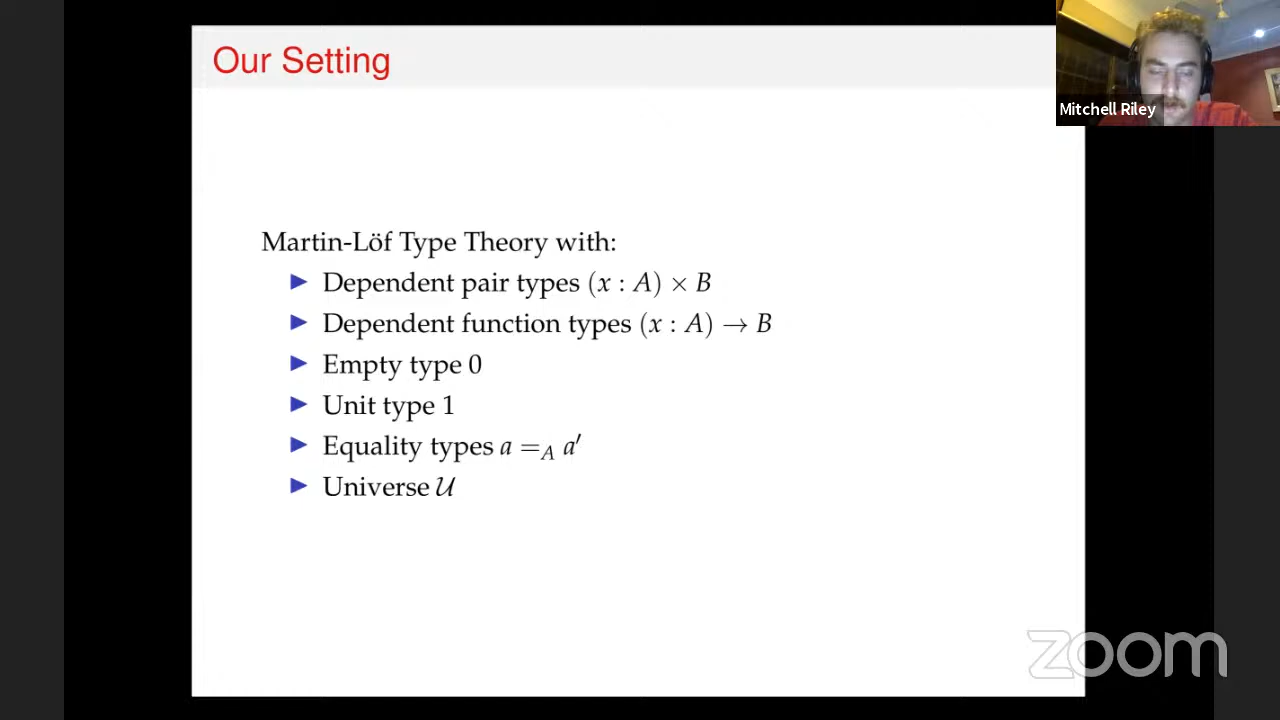 Our Setting
Mitchell Riley
Martin-Löf Type Theory with:
▶ Dependent pair types (x : A) × B
▶ Dependent function types (x : A) → B
▶ Empty type 0
▶ Unit type 1
▶ Equality types a =_A a′
▶ Universe 𝒰
zoom